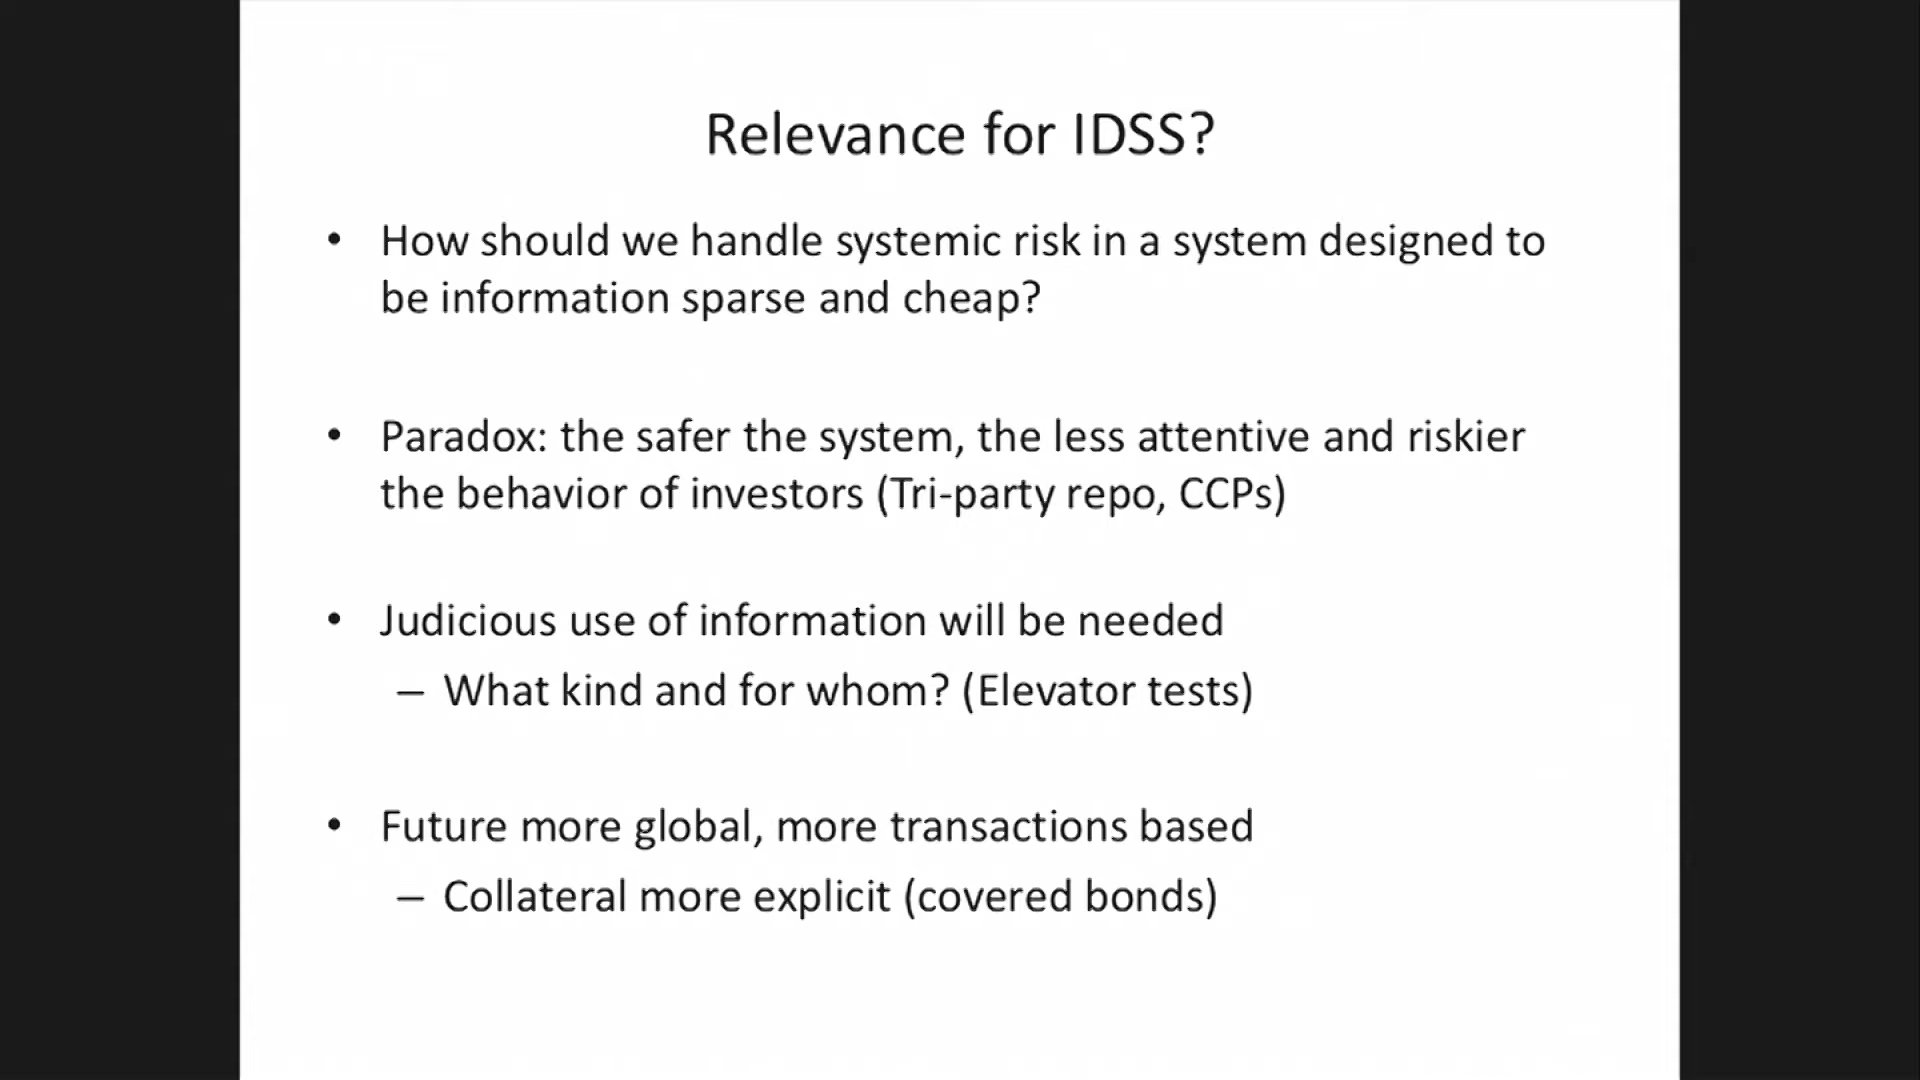 Relevance for IDSS?
• How should we handle systemic risk in a system designed to
be information sparse and cheap?
• Paradox: the safer the system, the less attentive and riskier
the behavior of investors (Tri-party repo, CCPs)
• Judicious use of information will be needed
– What kind and for whom? (Elevator tests)
• Future more global, more transactions based
– Collateral more explicit (covered bonds)